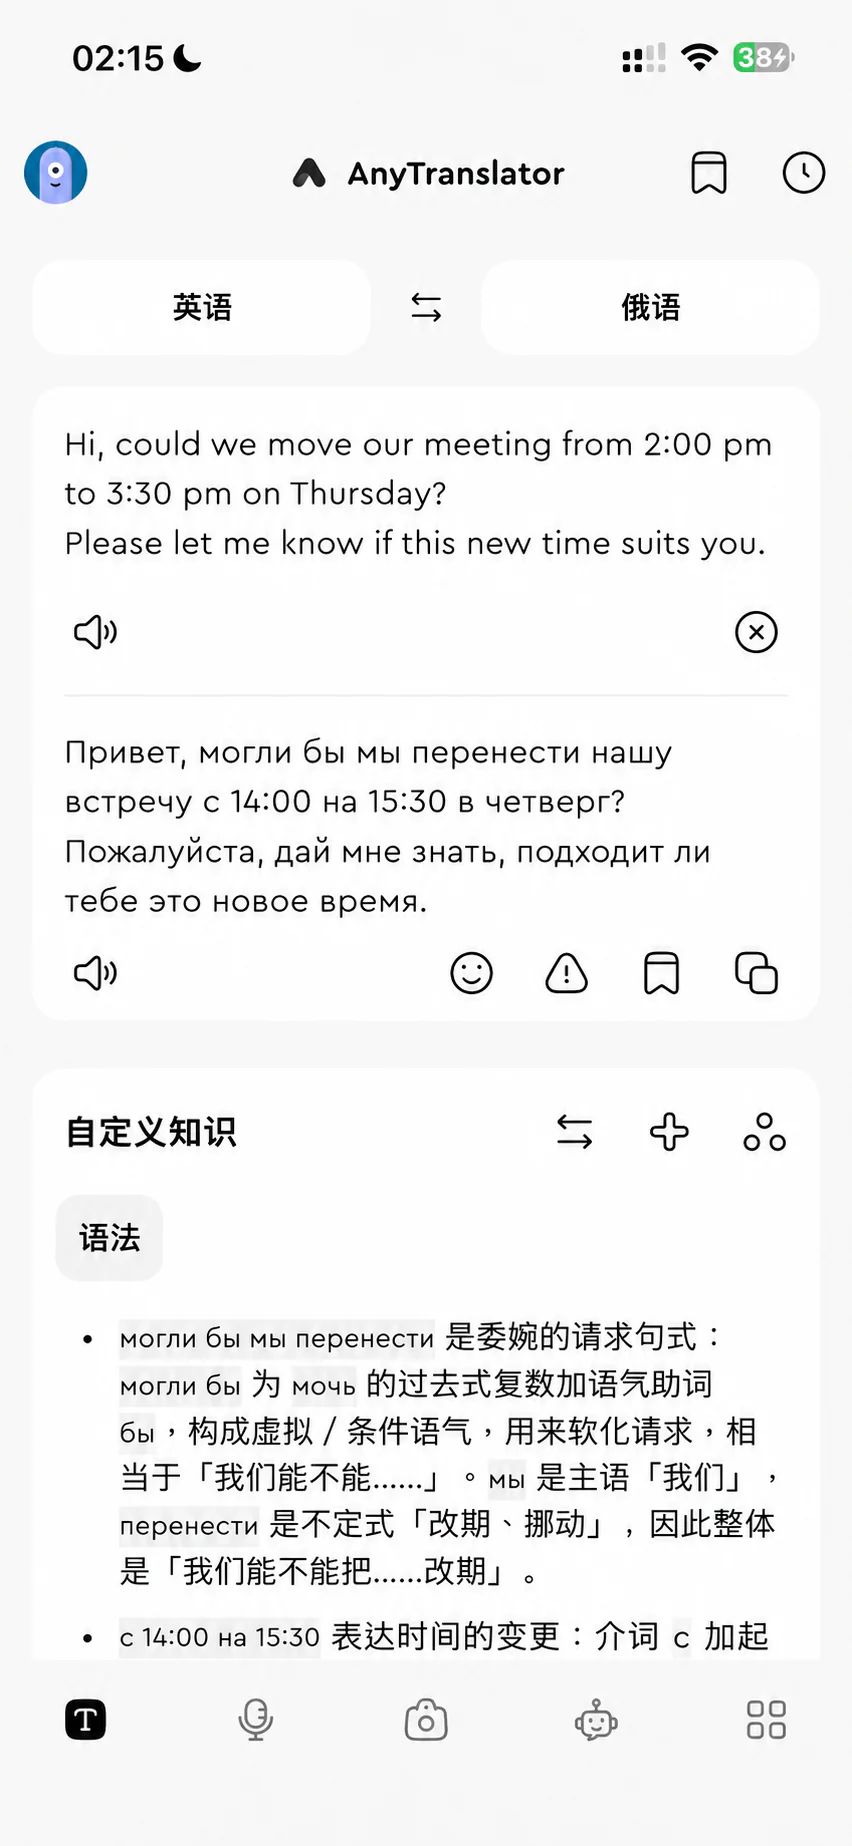 02:15
38
AnyTranslator
英语
俄语
Hi, could we move our meeting from 2:00 pm
to 3:30 pm on Thursday?
Please let me know if this new time suits you.
Привет, могли бы мы перенести нашу
встречу с 14:00 на 15:30 в четверг?
Пожалуйста, дай мне знать, подходит ли
тебе это новое время.
自定义知识
语法
• могли бы мы перенести 是委婉的请求句式：
могли бы 为 мочь 的过去式复数加语气助词
бы，构成虚拟 / 条件语气，用来软化请求，相
当于「我们能不能……」。мы 是主语「我们」，
перенести 是不定式「改期、挪动」，因此整体
是「我们能不能把……改期」。
• с 14:00 на 15:30 表达时间的变更：介词 с 加起
T